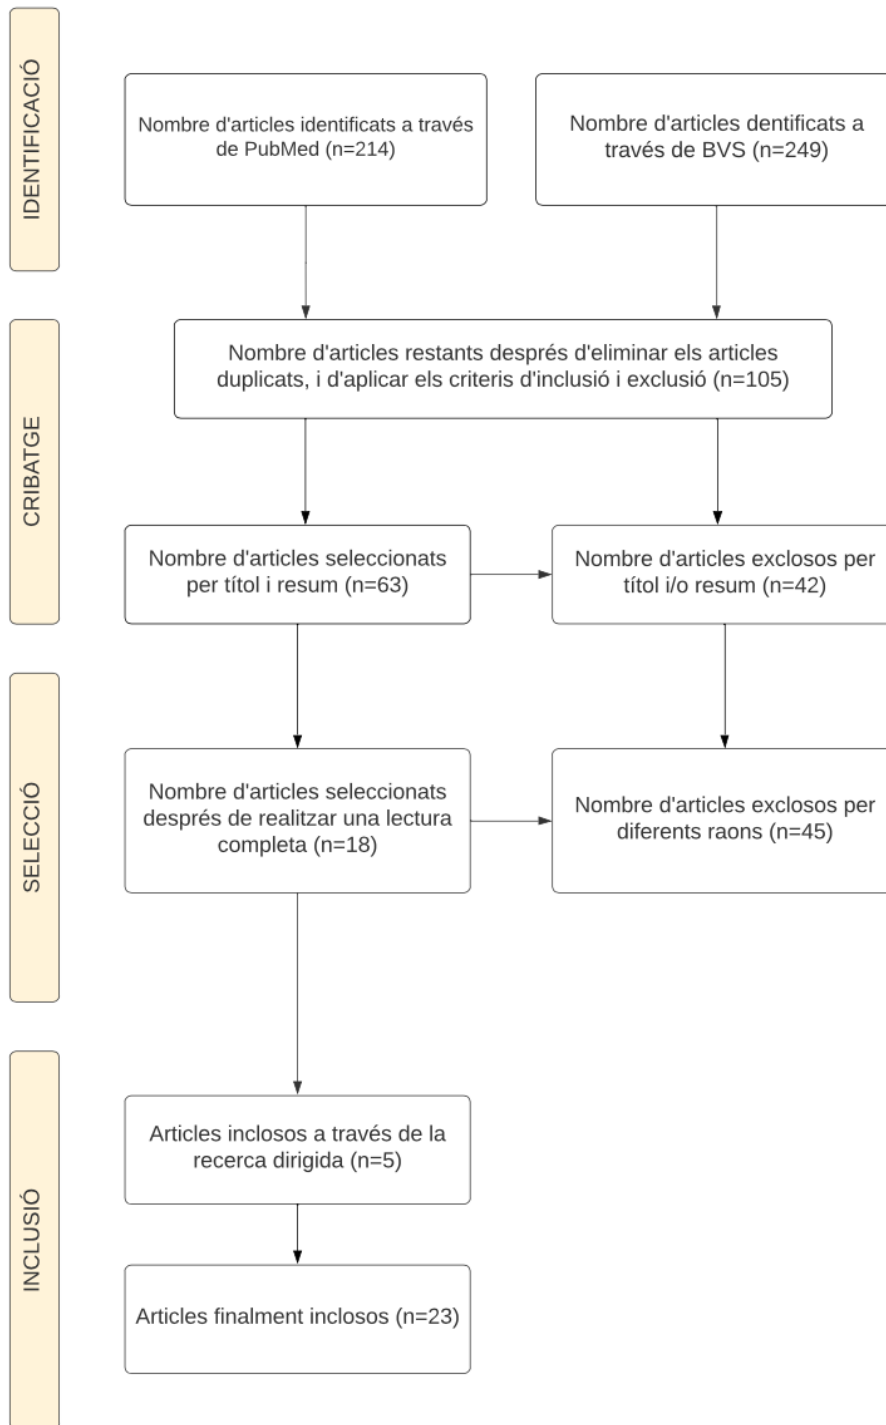 IDENTIFICACIÓ
Nombre d'articles identificats a través
de PubMed (n=214)
Nombre d'articles dentificats a
través de BVS (n=249)
CRIBATGE
Nombre d'articles restants després d'eliminar els articles
duplicats, i d'aplicar els criteris d'inclusió i exclusió (n=105)
Nombre d'articles seleccionats
per títol i resum (n=63)
Nombre d'articles exclosos per
títol i/o resum (n=42)
SELECCIÓ
Nombre d'articles seleccionats
després de realitzar una lectura
completa (n=18)
Nombre d'articles exclosos per
diferents raons (n=45)
INCLUSIÓ
Articles inclosos a través de la
recerca dirigida (n=5)
Articles finalment inclosos (n=23)